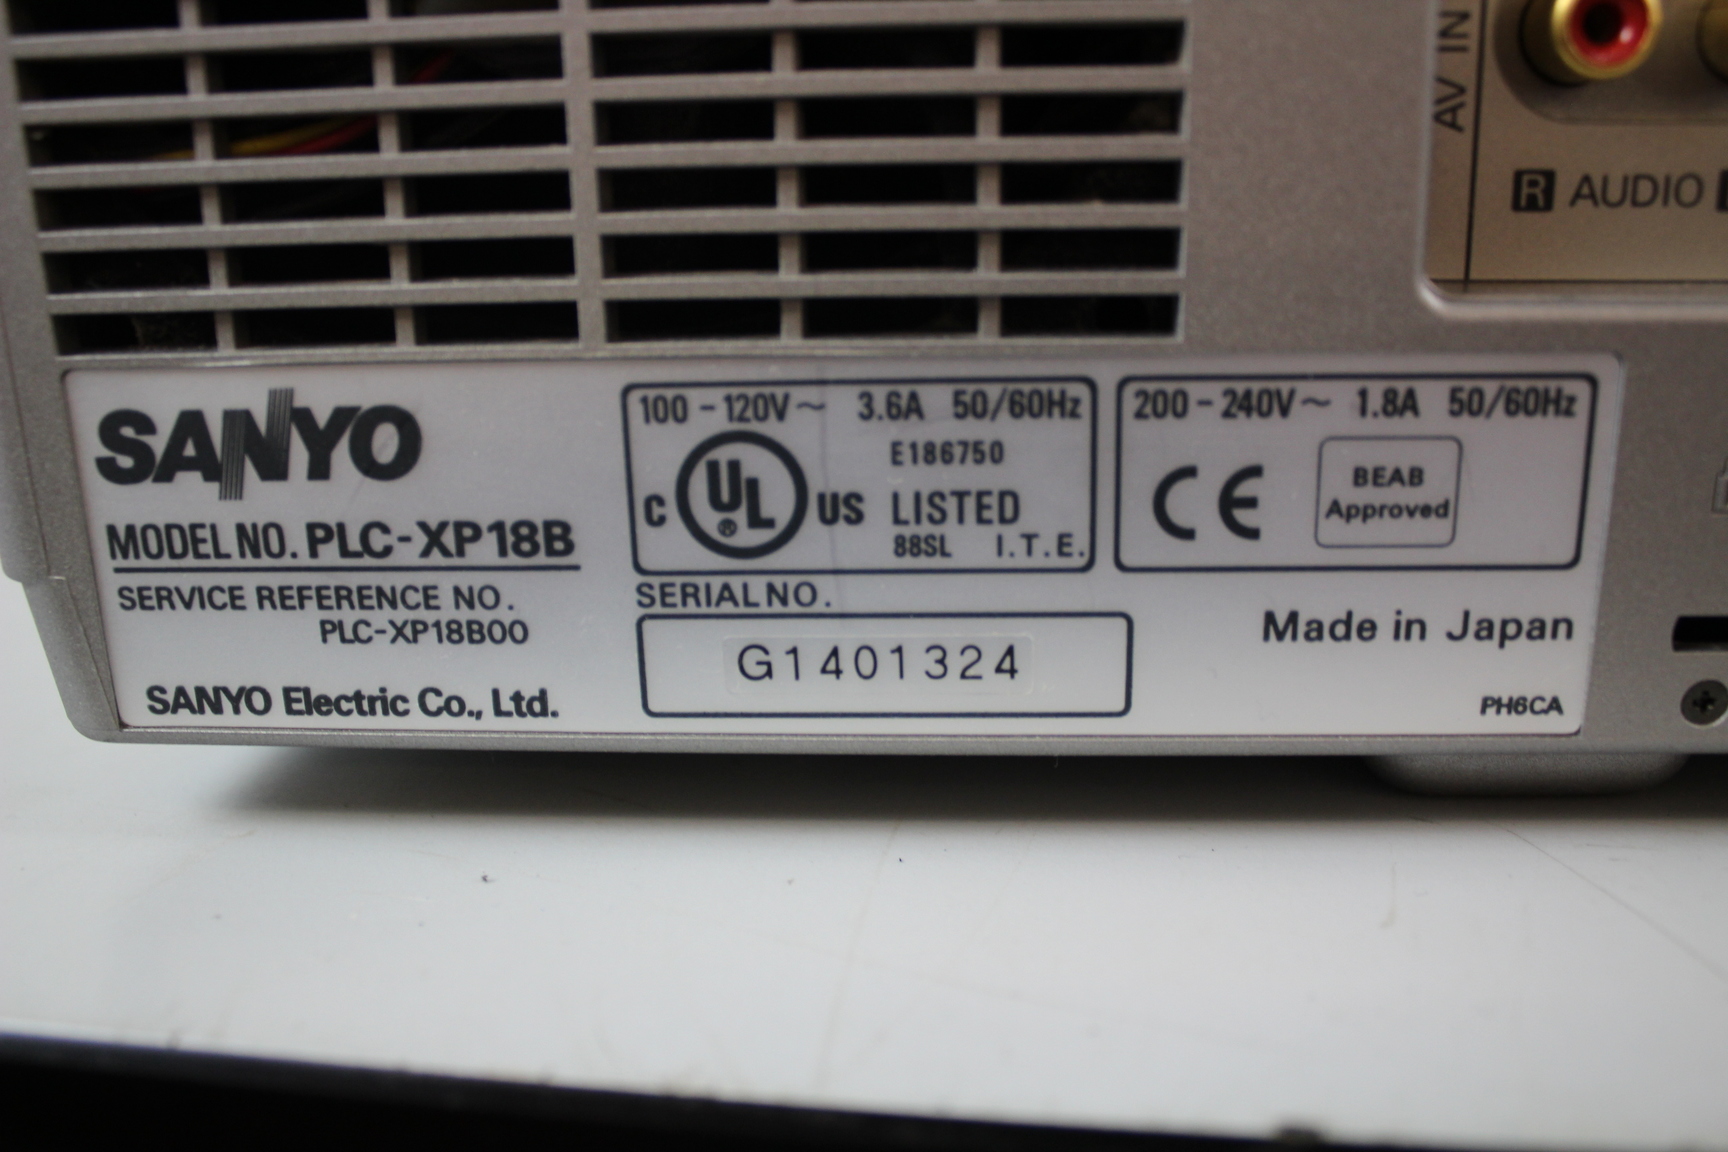 AV IN
R AUDIO
SANYO
MODEL NO. PLC-XP18B
SERVICE REFERENCE NO.
PLC-XP18B00
SANYO Electric Co., Ltd.
100-120V~ 3.6A 50/60Hz
E186750
C UL® US LISTED
88SL I.T.E.
SERIAL NO.
G1401324
200-240V~ 1.8A 50/60Hz
CE
BEAB
Approved
Made in Japan
PH6CA